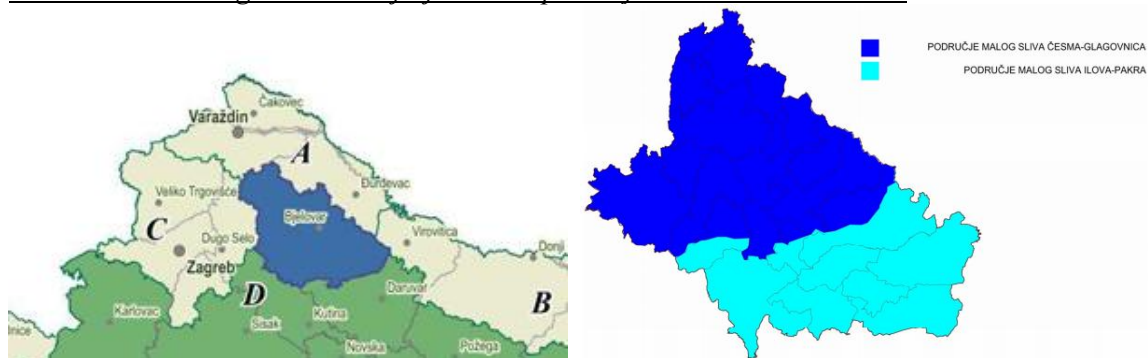 PODRUČJE MALOG SLIVA ČESMA-GLAGOVNICA
PODRUČJE MALOG SLIVA ILOVA-PAKRA
Čakovec
Varaždin
A
Đurđevac
Veliko Trgovišće
C
Bjelovar
Virovitica
Dugo Selo
Zagreb
Donji
D
Daruvar
B
Karlovac
Sisak
Kutina
Novska
Požega